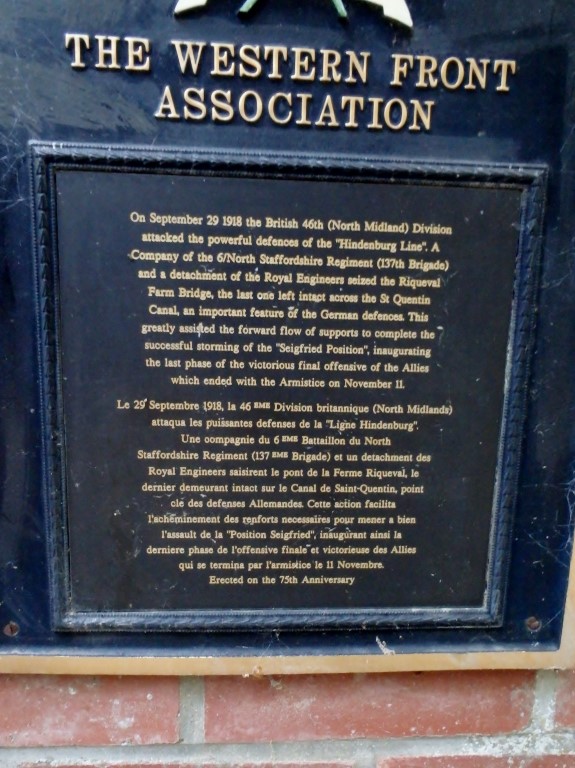 THE WESTERN FRONT
ASSOCIATION
On September 29 1918 the British 46th (North Midland) Division
attacked the powerful defences of the "Hindenburg Line". A
Company of the 6/North Staffordshire Regiment (137th Brigade)
and a detachment of the Royal Engineers seized the Riqueval
Farm Bridge, the last one left intact across the St Quentin
Canal, an important feature of the German defences. This
greatly assisted the forward flow of supports to complete the
successful storming of the "Seigfried Position", inaugurating
the last phase of the victorious final offensive of the Allies
which ended with the Armistice on November 11.
Le 29 Septembre 1918, la 46 EME Division britannique (North Midlands)
attaqua les puissantes defenses de la "Ligne Hindenburg".
Une compagnie du 6 EME Battaillon du North
Staffordshire Regiment (137 EME Brigade) et un detachment des
Royal Engineers saisirent le pont de la Ferme Riqueval, le
dernier demeurant intact sur le Canal de Saint-Quentin, point
clé des defenses Allemandes. Cette action facilita
l'acheminement des renforts necessaires pour mener a bien
l'assault de la "Position Seigfried", inaugurant ainsi la
derniere phase de l'offensive finale et victorieuse des Allies
qui se termina par l'armistice le 11 Novembre.
Erected on the 75th Anniversary